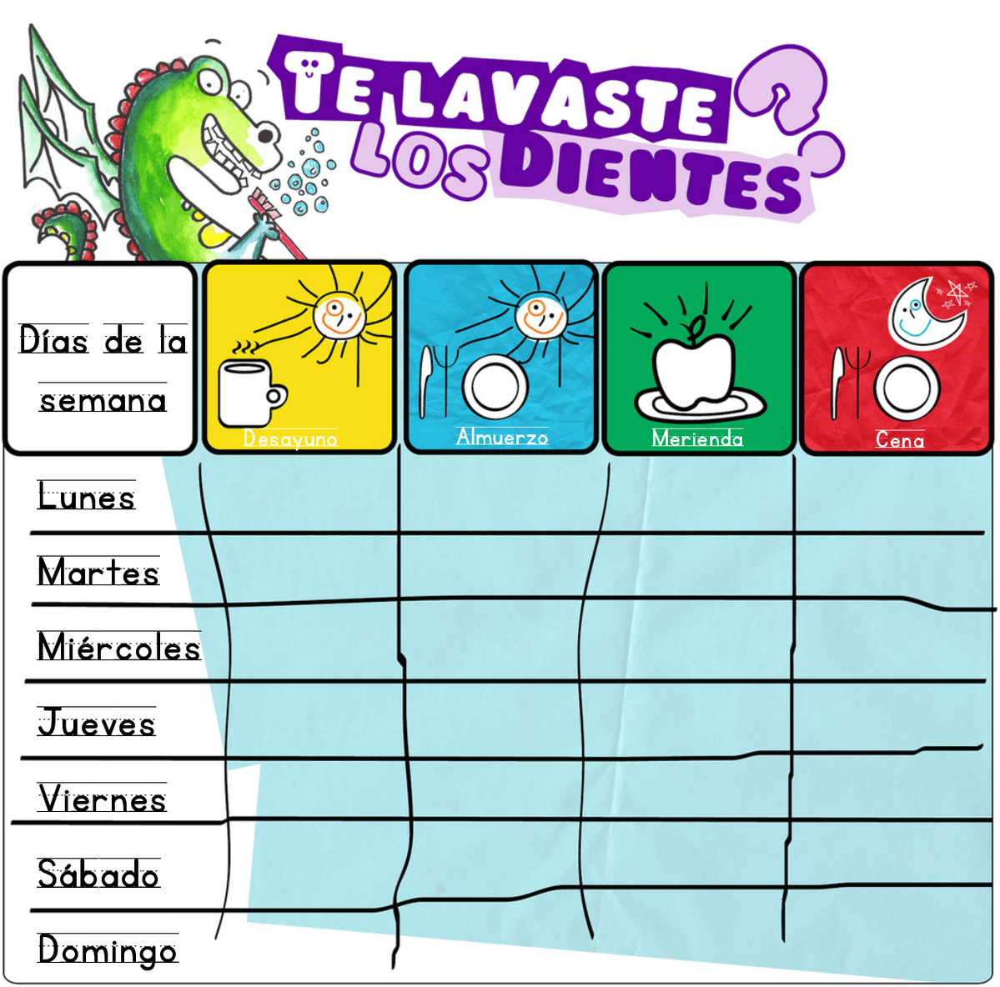 TE LAVASTE
LOS DIENTES?
Días de la
semana
Desayuno
Almuerzo
Merienda
Cena
Lunes
Martes
Miércoles
Jueves
Viernes
Sábado
Domingo